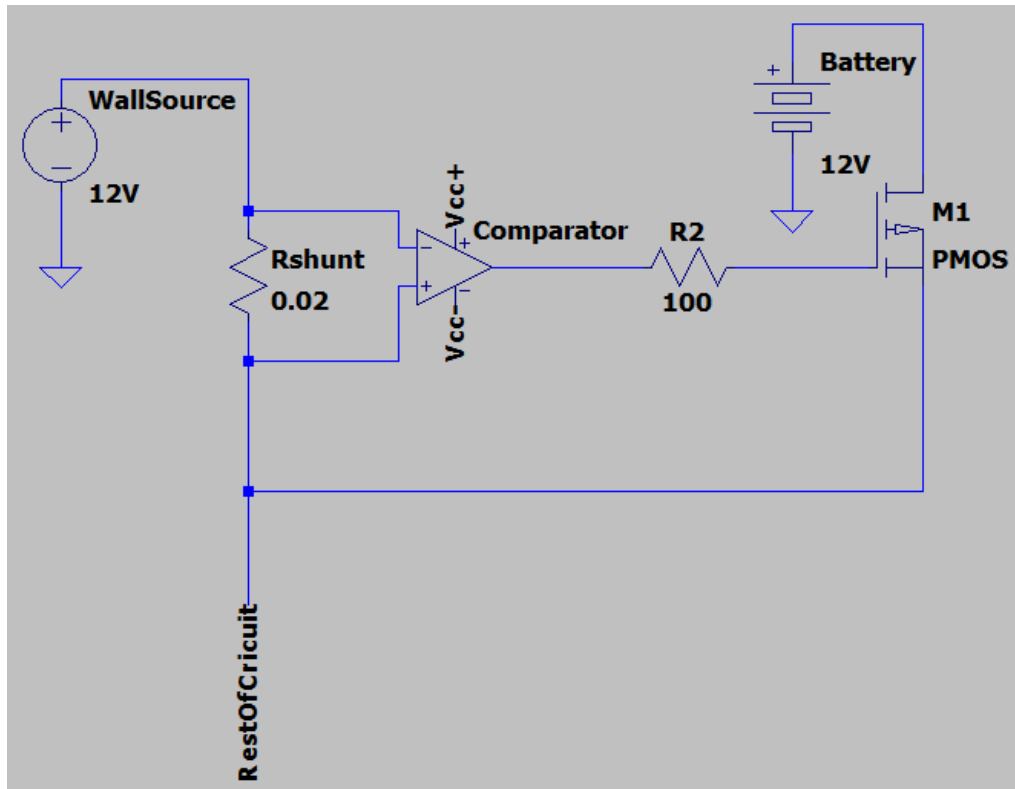 WallSource
12V
Rshunt
0.02
Vcc+
Comparator
Vcc-
R2
100
Battery
12V
M1
PMOS
RestOfCricuit